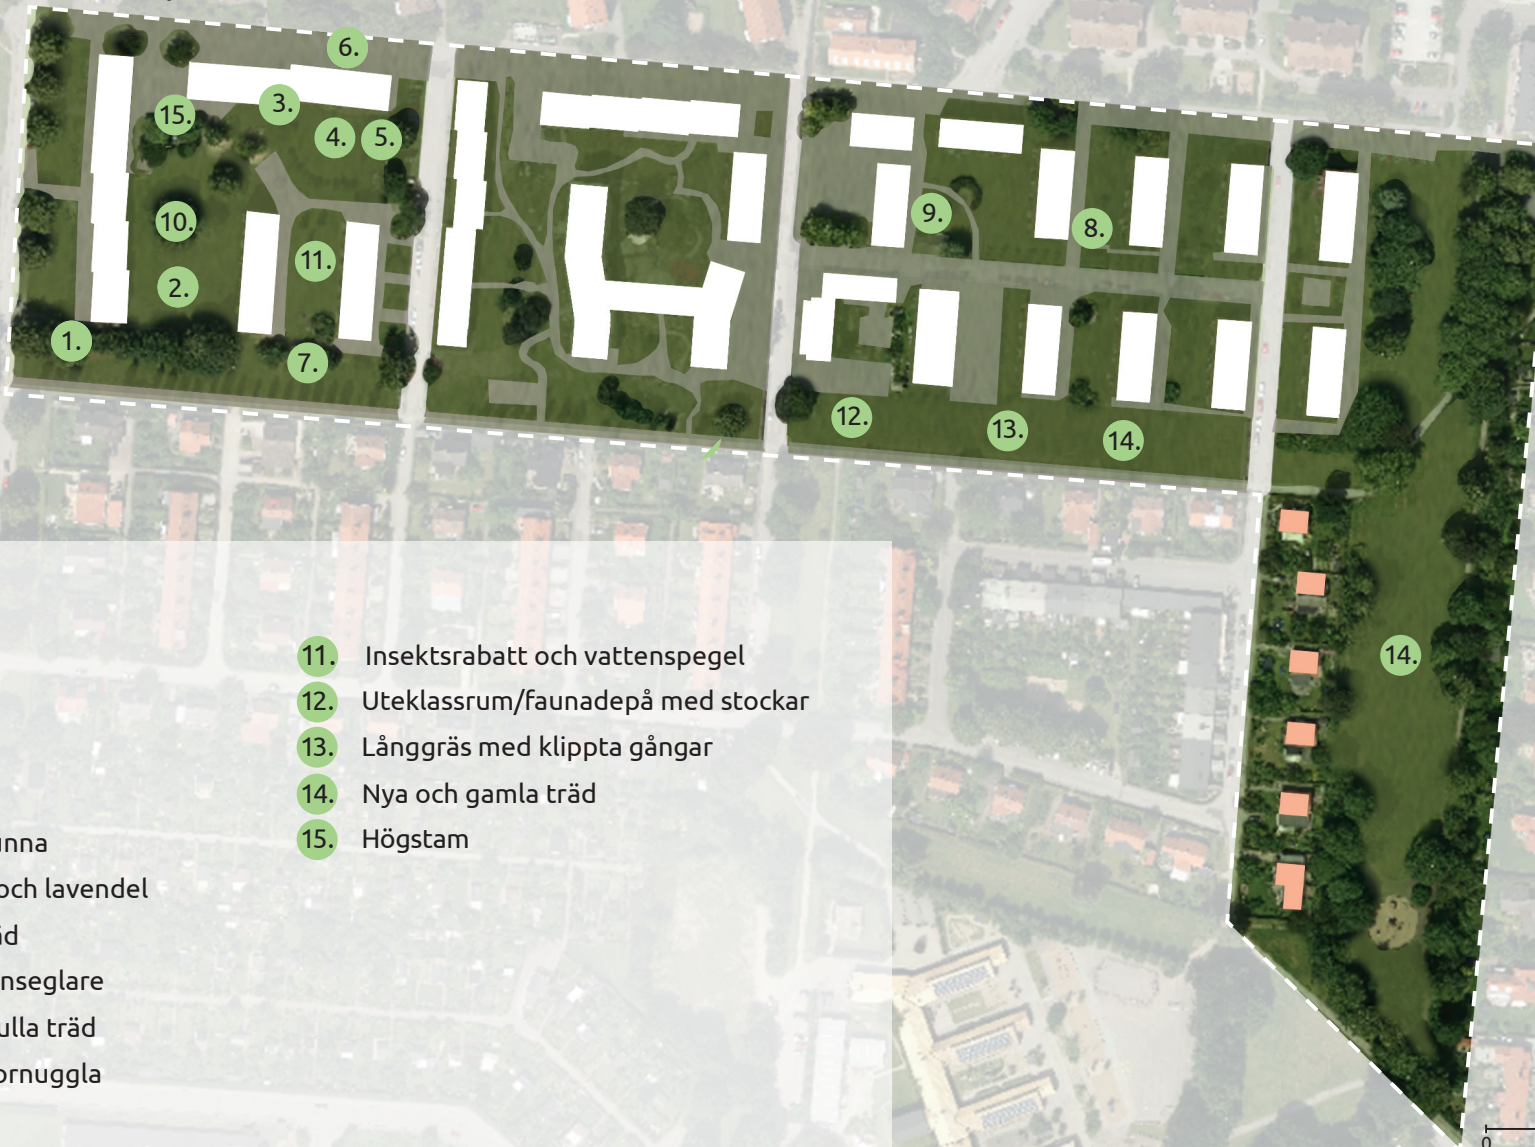 6.
3.
15.
4.
5.
10.
9.
8.
11.
2.
1.
7.
12.
13.
14.
14.
11. Insektsrabatt och vattenspegel
12. Uteklassrum/faunadepå med stockar
13. Långgräs med klippta gångar
14. Nya och gamla träd
15. Högstam
unna
och lavendel
äd
nseglare
ulla träd
ornuggla
0